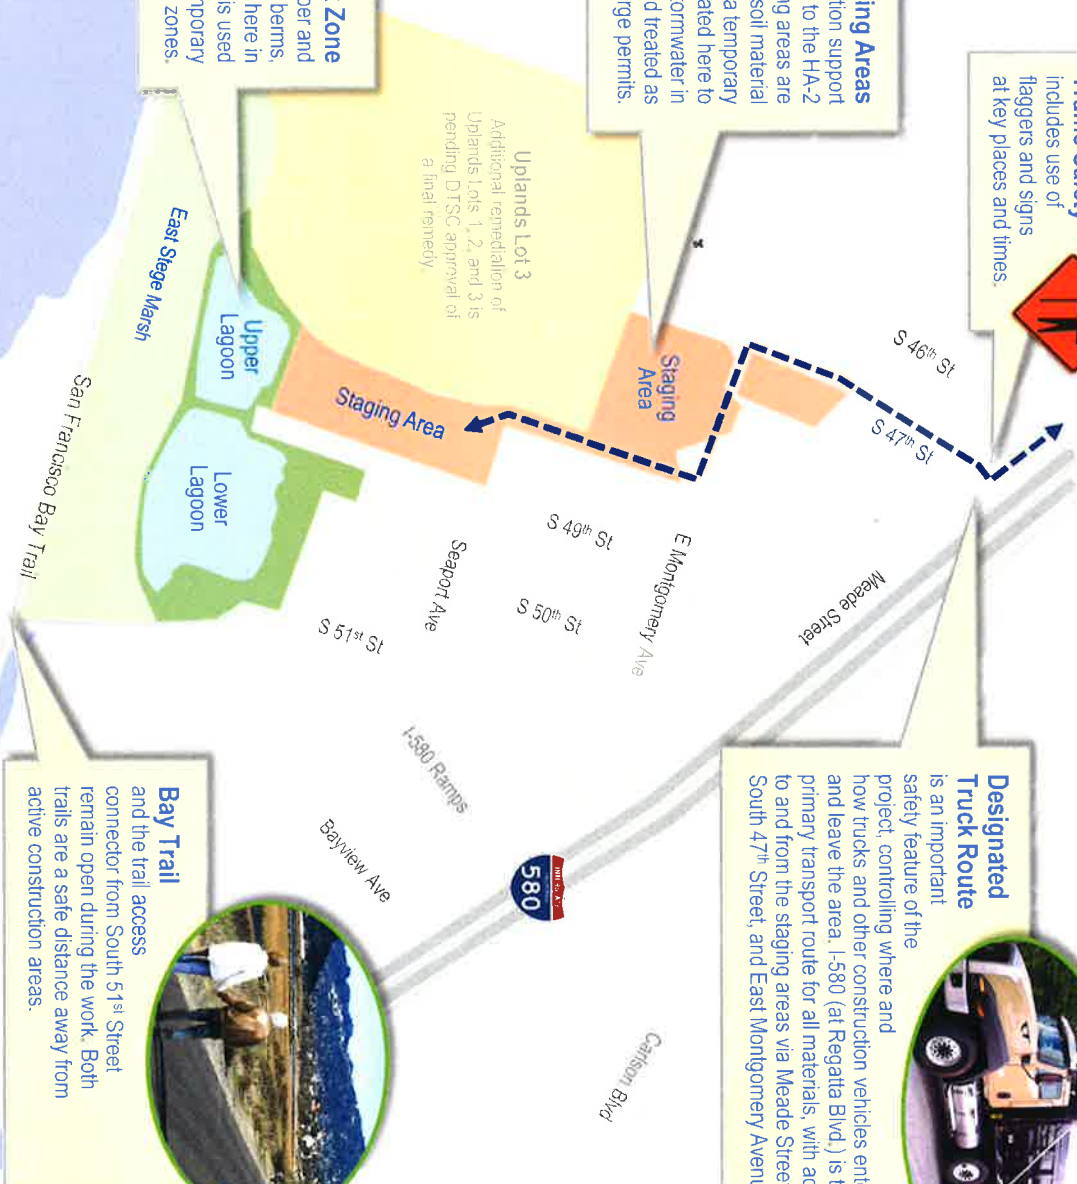 Traffic Safety
includes use of
flaggers and signs
at key places and times.
ing Areas
tion support
to the HA-2
ng areas are
soil material
a temporary
ated here to
ormwater in
d treated as
rge permits.
Zone
per and
berms,
here in
is used
mporary
zones.
Uplands Lot 3
Additional remediation of
Uplands Lots 1, 2, and 3 is
pending DTSC approval of
a final remedy.
S 46th St
S 47th St
Staging
Area
Staging Area
Upper
Lagoon
Lower
Lagoon
East Stege Marsh
San Francisco Bay Trail
S 49th St
S 50th St
S 51st St
E Montgomery Ave
Seaport Ave
Meade Street
I-580 Ramps
Bayview Ave
580
Carlson Blvd
Designated
Truck Route
is an important
safety feature of the
project, controlling where and
how trucks and other construction vehicles ente
and leave the area. I-580 (at Regatta Blvd.) is t
primary transport route for all materials, with ac
to and from the staging areas via Meade Stree
South 47th Street, and East Montgomery Avenu
Bay Trail
and the trail access
connector from South 51st Street
remain open during the work. Both
trails are a safe distance away from
active construction areas.